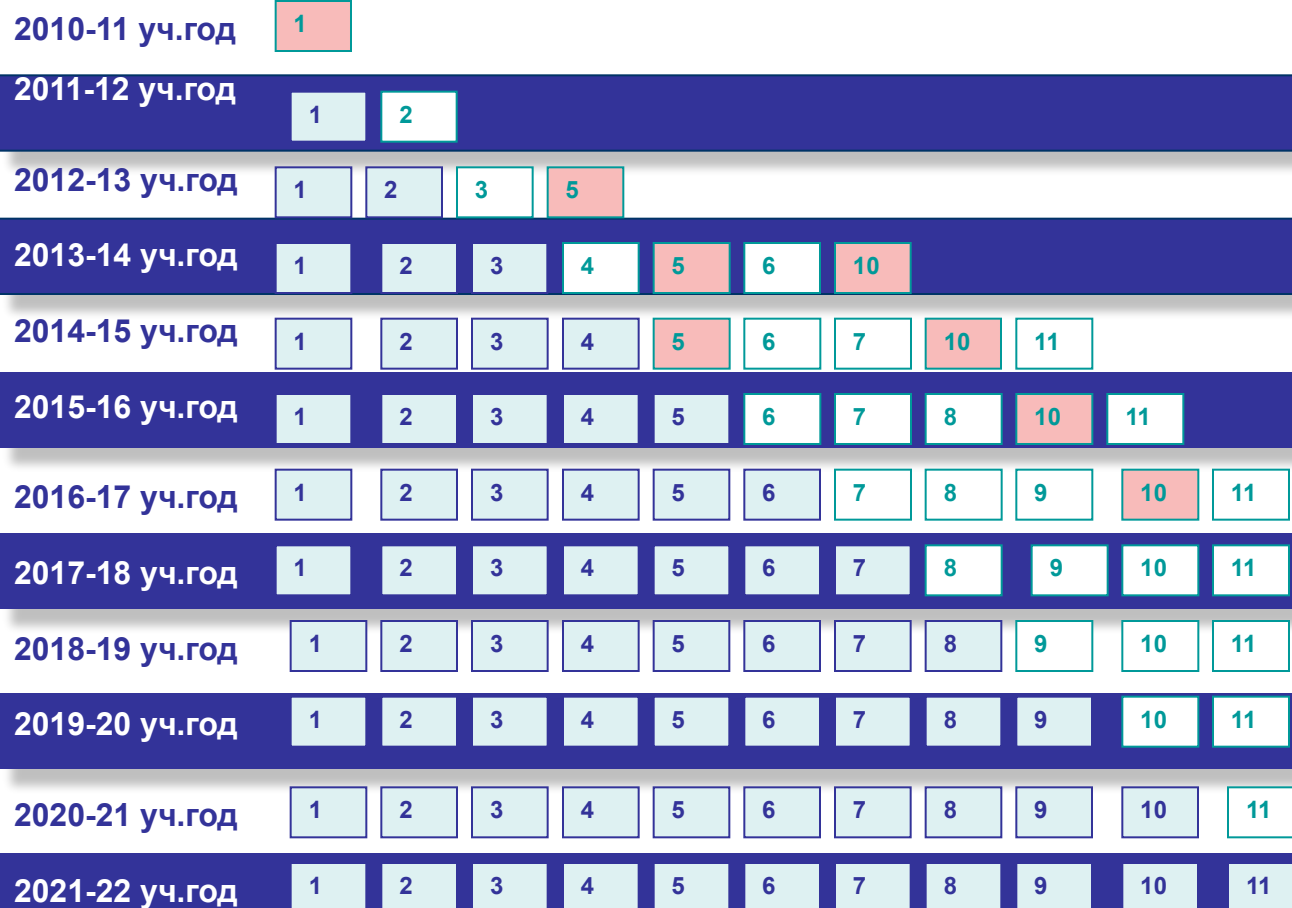 2010-11 уч.год 1
2011-12 уч.год 1 2
2012-13 уч.год 1 2 3 5
2013-14 уч.год 1 2 3 4 5 6 10
2014-15 уч.год 1 2 3 4 5 6 7 10 11
2015-16 уч.год 1 2 3 4 5 6 7 8 10 11
2016-17 уч.год 1 2 3 4 5 6 7 8 9 10 11
2017-18 уч.год 1 2 3 4 5 6 7 8 9 10 11
2018-19 уч.год 1 2 3 4 5 6 7 8 9 10 11
2019-20 уч.год 1 2 3 4 5 6 7 8 9 10 11
2020-21 уч.год 1 2 3 4 5 6 7 8 9 10 11
2021-22 уч.год 1 2 3 4 5 6 7 8 9 10 11